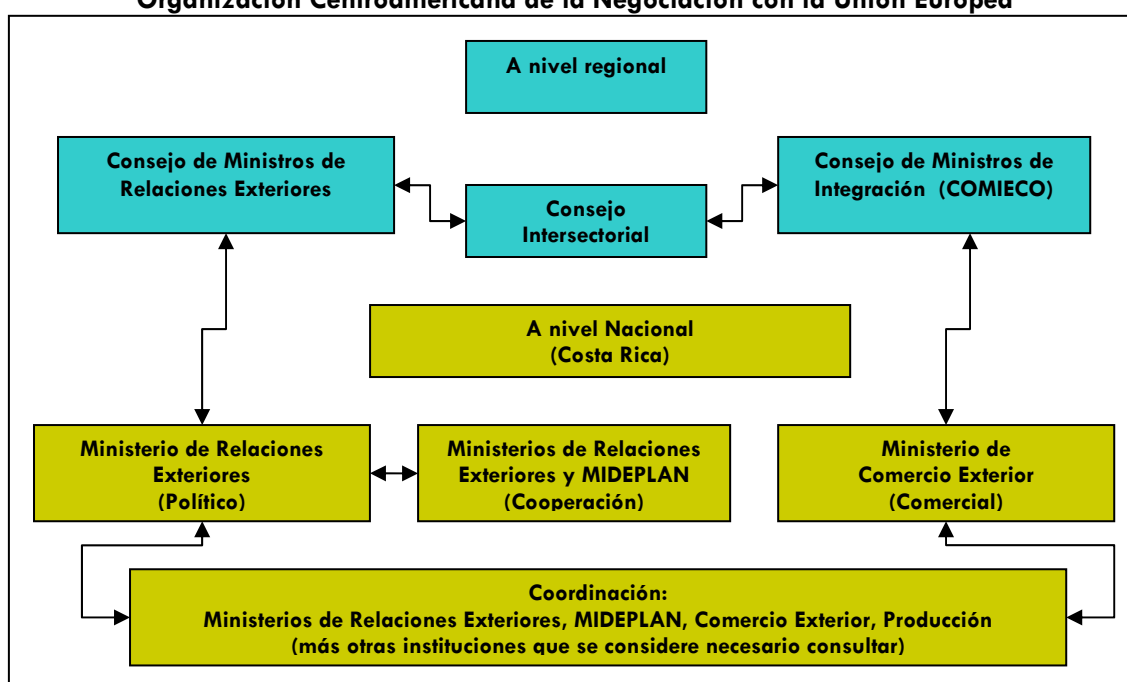 Organización Centroamericana de la Negociación con la Unión Europea
A nivel regional
Consejo de Ministros de
Relaciones Exteriores
Consejo de Ministros de
Integración (COMIECO)
Consejo
Intersectorial
A nivel Nacional
(Costa Rica)
Ministerio de Relaciones
Exteriores
(Político)
Ministerios de Relaciones
Exteriores y MIDEPLAN
(Cooperación)
Ministerio de
Comercio Exterior
(Comercial)
Coordinación:
Ministerios de Relaciones Exteriores, MIDEPLAN, Comercio Exterior, Producción
(más otras instituciones que se considere necesario consultar)